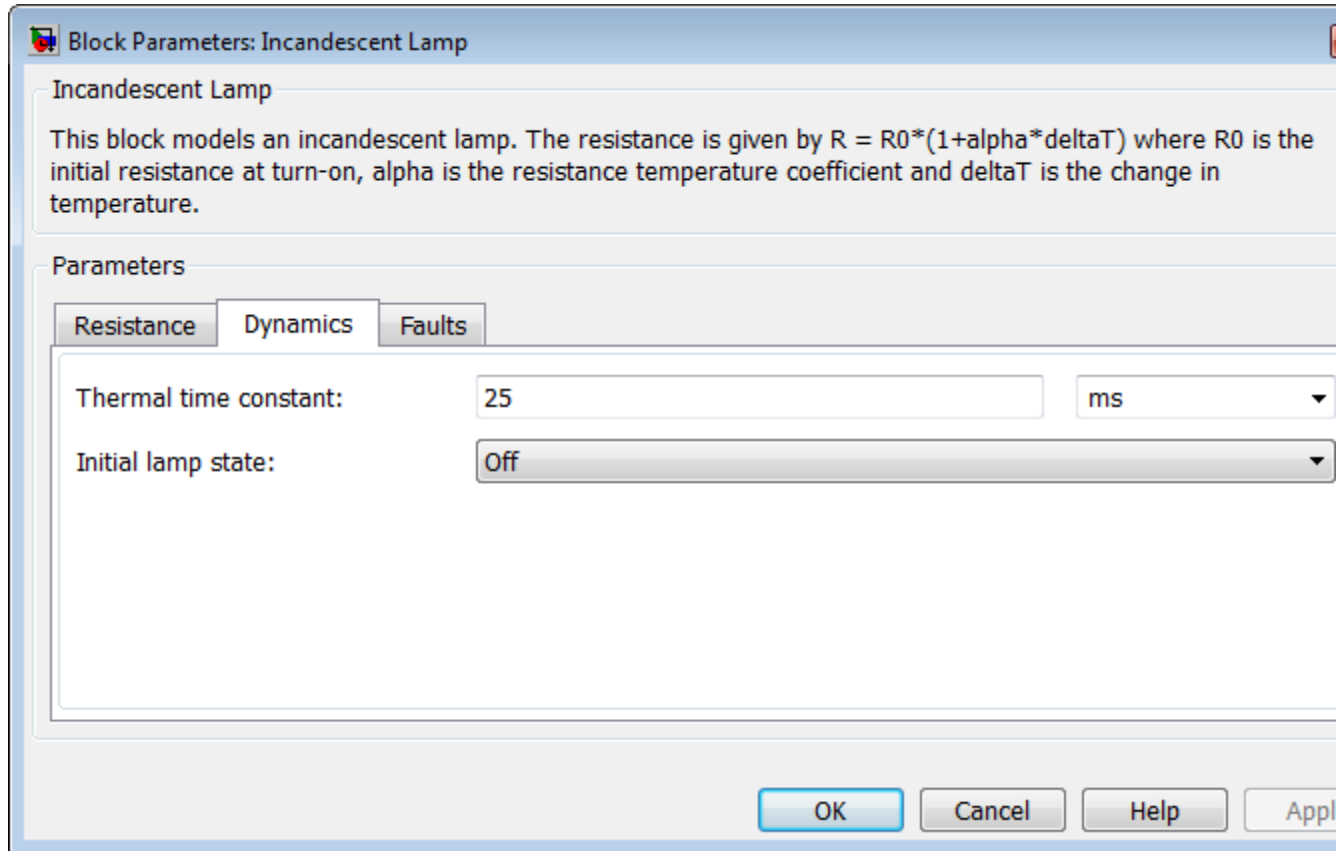 Block Parameters: Incandescent Lamp
Incandescent Lamp
This block models an incandescent lamp. The resistance is given by R = R0*(1+alpha*deltaT) where R0 is the
initial resistance at turn-on, alpha is the resistance temperature coefficient and deltaT is the change in
temperature.
Parameters
Resistance Dynamics Faults
Thermal time constant: 25 ms
Initial lamp state: Off
OK Cancel Help Appl